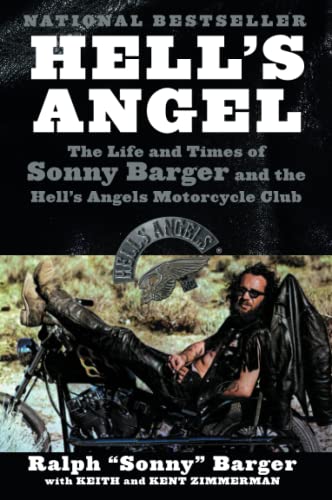 NATIONAL BESTSELLER
HELL'S
ANGEL
The Life and Times of
Sonny Barger and the
Hell's Angels Motorcycle Club
HELL'S ANGELS
Ralph "Sonny" Barger
with KEITH and KENT ZIMMERMAN